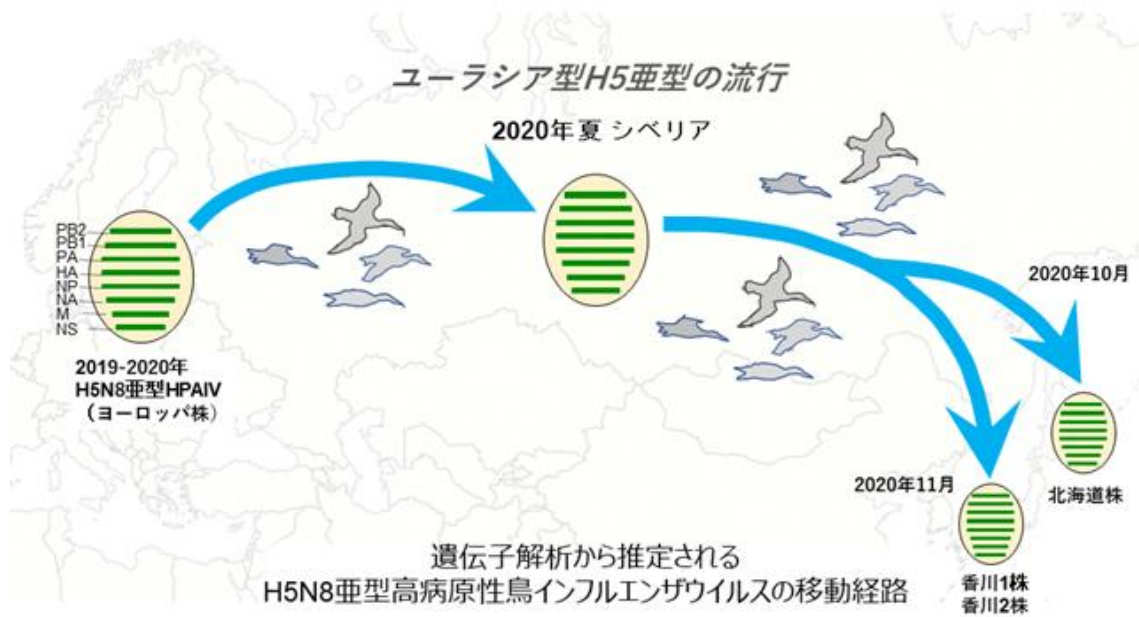 ユーラシア型H5亜型の流行
2020年夏 シベリア
PB2
PB1
PA
HA
NP
NA
M
NS
2019-2020年
H5N8亜型HPAIV
（ヨーロッパ株）
2020年10月
北海道株
2020年11月
香川1株
香川2株
遺伝子解析から推定される
H5N8亜型高病原性鳥インフルエンザウイルスの移動経路